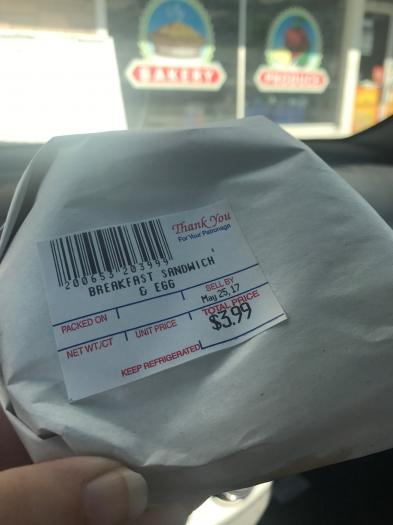 BAKERY
PRODUCE
Thank You
For Your Patronage
200653 203999
BREAKFAST SANDWICH
& EGG
SELL BY
May 25, 17
PACKED ON
TOTAL PRICE
$3.99
NET WT./CT
UNIT PRICE
KEEP REFRIGERATED